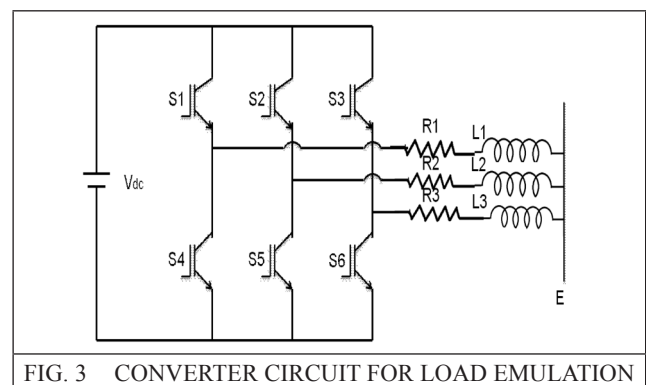 S1 S2 S3
R1 L1
R2 L2
R3 L3
Vdc
S4 S5 S6
E
FIG. 3 CONVERTER CIRCUIT FOR LOAD EMULATION